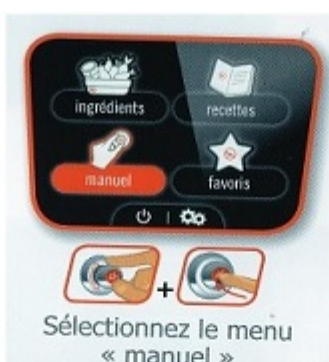 ingrédients
recettes
manuel
favoris
+
Sélectionnez le menu
« manuel »